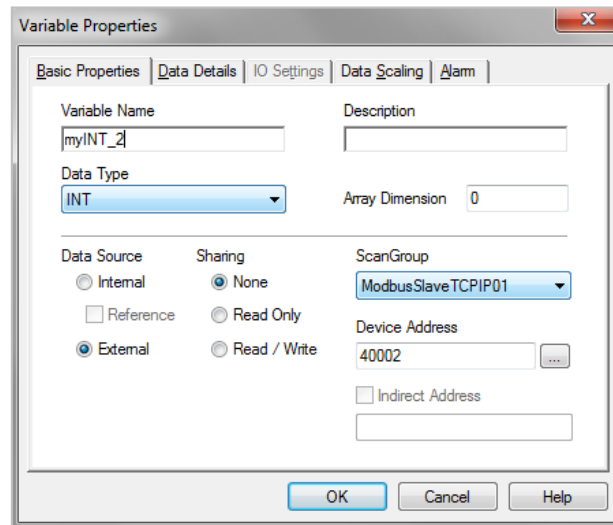 Variable Properties
Basic Properties Data Details IO Settings Data Scaling Alarm
Variable Name Description
myINT_2
Data Type
INT Array Dimension 0
Data Source Sharing ScanGroup
Internal None ModbusSlaveTCPIP01
Reference Read Only Device Address
External Read / Write 40002 ...
Indirect Address
OK Cancel Help